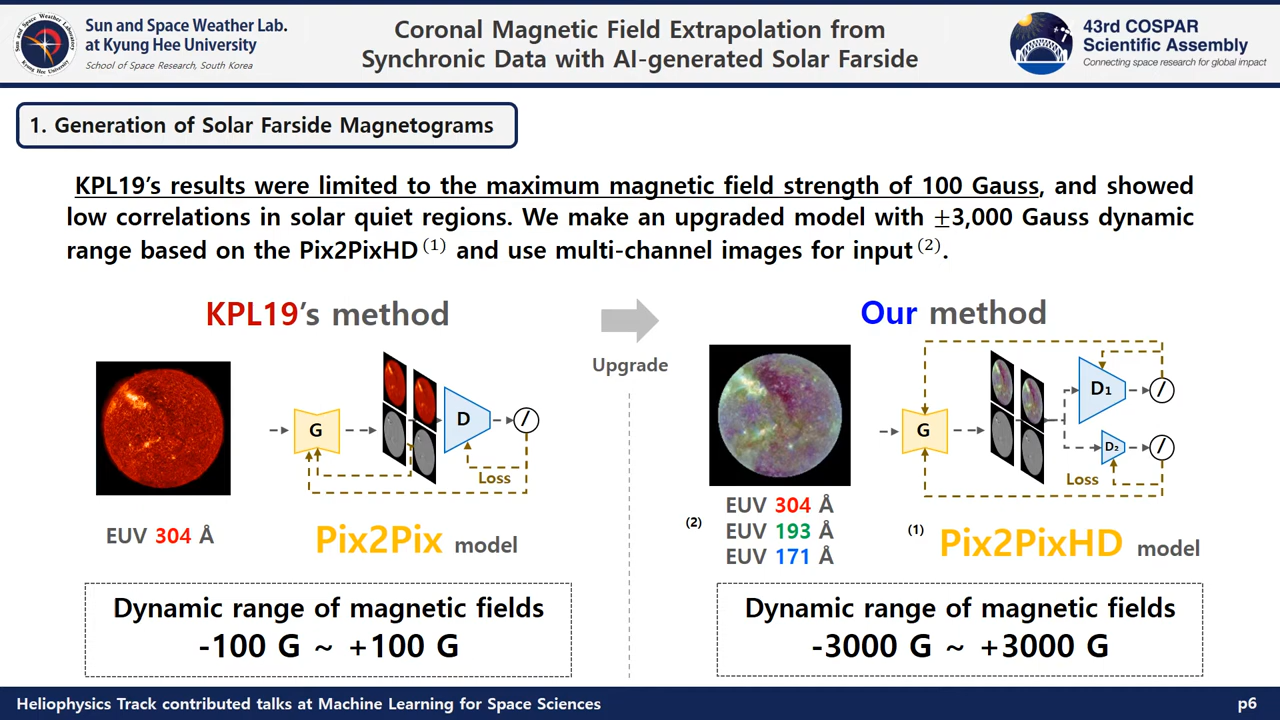 Sun and Space Weather Lab.
at Kyung Hee University
School of Space Research, South Korea
Coronal Magnetic Field Extrapolation from
Synchronic Data with AI-generated Solar Farside
43rd COSPAR
Scientific Assembly
Connecting space research for global impact
1. Generation of Solar Farside Magnetograms
KPL19’s results were limited to the maximum magnetic field strength of 100 Gauss, and showed
low correlations in solar quiet regions. We make an upgraded model with ±3,000 Gauss dynamic
range based on the Pix2PixHD (1) and use multi-channel images for input (2).
KPL19’s method
Upgrade
Our method
G
D
Loss
EUV 304 Å
Pix2Pix model
G
D1
D2
Loss
(2)
EUV 304 Å
EUV 193 Å
EUV 171 Å
(1) Pix2PixHD model
Dynamic range of magnetic fields
-100 G ~ +100 G
Dynamic range of magnetic fields
-3000 G ~ +3000 G
Heliophysics Track contributed talks at Machine Learning for Space Sciences
p6